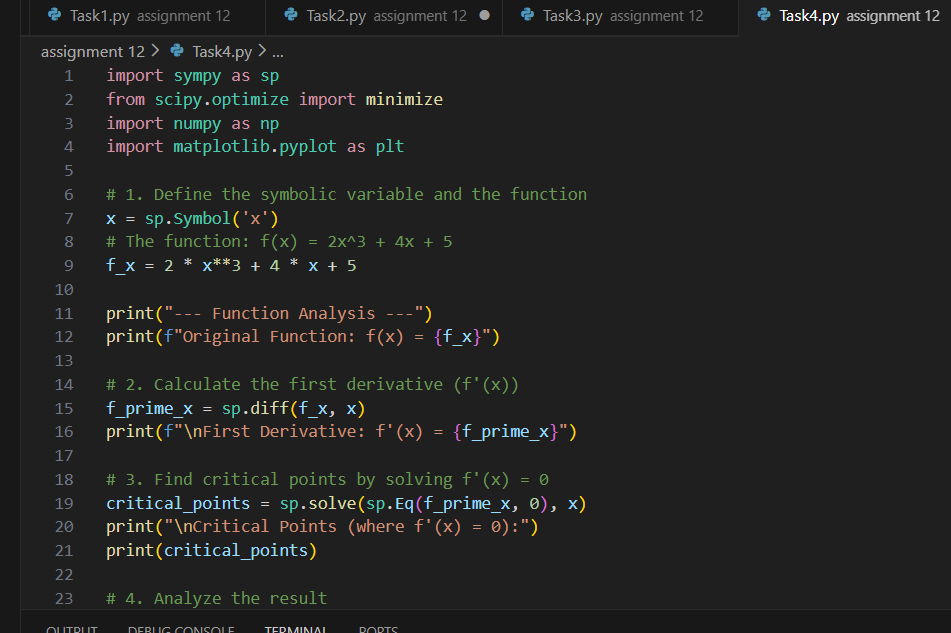 Task1.py assignment 12 Task2.py assignment 12 Task3.py assignment 12 Task4.py assignment 12
assignment 12 > Task4.py > ...
1 import sympy as sp
2 from scipy.optimize import minimize
3 import numpy as np
4 import matplotlib.pyplot as plt
5
6 # 1. Define the symbolic variable and the function
7 x = sp.Symbol('x')
8 # The function: f(x) = 2x^3 + 4x + 5
9 f_x = 2 * x**3 + 4 * x + 5
10
11 print("--- Function Analysis ---")
12 print(f"Original Function: f(x) = {f_x}")
13
14 # 2. Calculate the first derivative (f'(x))
15 f_prime_x = sp.diff(f_x, x)
16 print(f"\nFirst Derivative: f'(x) = {f_prime_x}")
17
18 # 3. Find critical points by solving f'(x) = 0
19 critical_points = sp.solve(sp.Eq(f_prime_x, 0), x)
20 print("\nCritical Points (where f'(x) = 0):")
21 print(critical_points)
22
23 # 4. Analyze the result
OUTPUT DEBUG CONSOLE TERMINAL PORTS